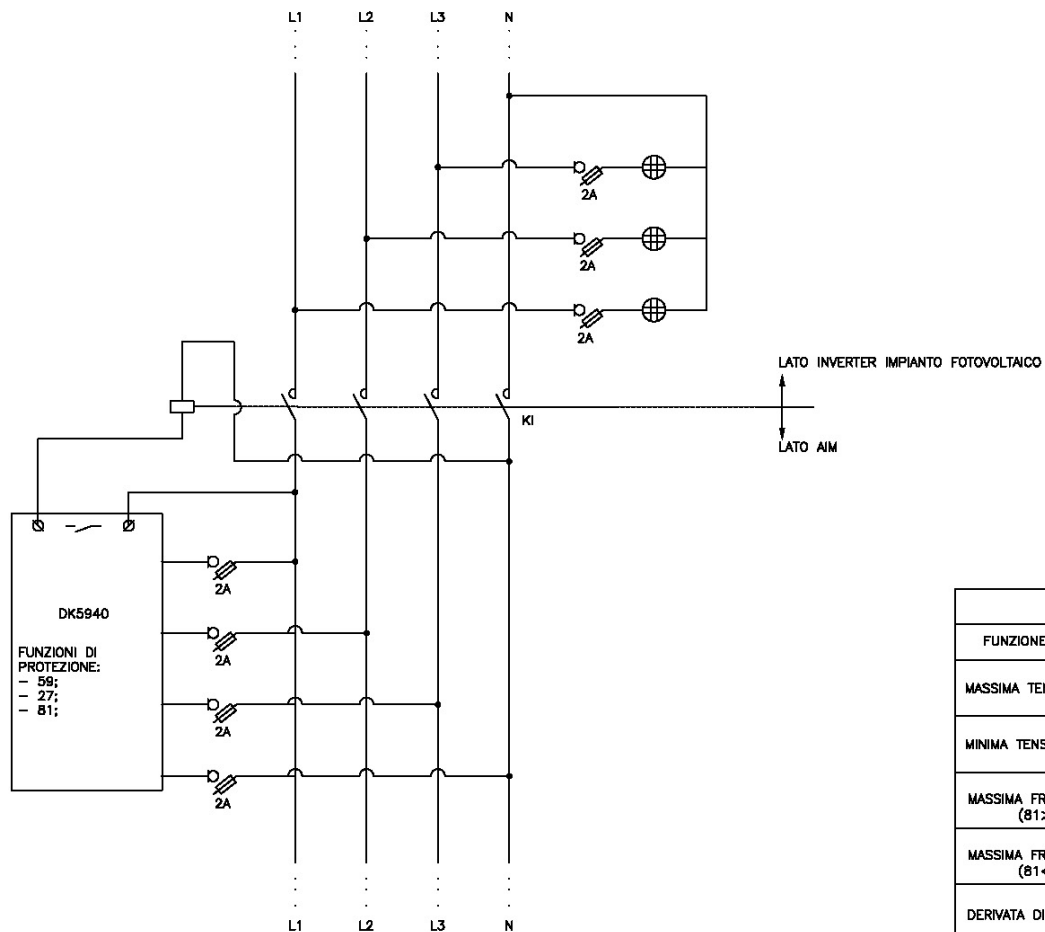 L1 L2 L3 N
2A
2A
2A
LATO INVERTER IMPIANTO FOTOVOLTAICO
KI
LATO AIM
DK5940
FUNZIONI DI
PROTEZIONE:
- 59;
- 27;
- 81;
2A
2A
2A
2A
L1 L2 L3 N
FUNZIONE
MASSIMA TEN
MINIMA TENS
MASSIMA FR
(81>
MASSIMA FR
(81<
DERIVATA DI